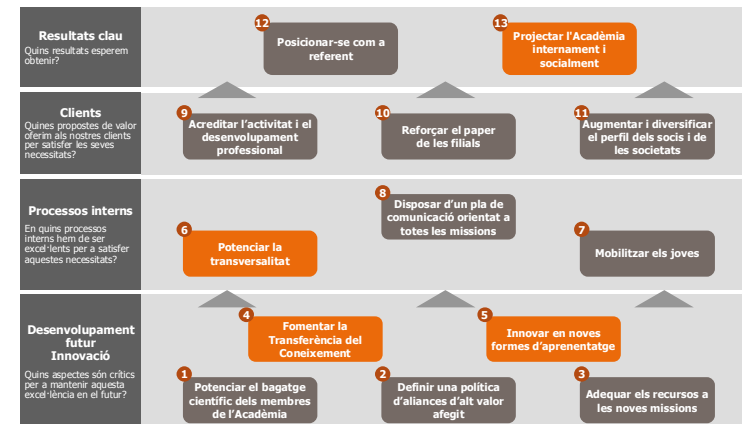 Resultats clau
Quins resultats esperem
obtenir?
12
Posicionar-se com a
referent
13
Projectar l'Acadèmia
internament i
socialment
Clients
Quines propostes de valor
oferim als nostres clients
per satisfer les seves
necessitats?
9
Acreditar l'activitat i el
desenvolupament
professional
10
Reforçar el paper
de les filials
11
Augmentar i diversificar
el perfil dels socis i de
les societats
Processos interns
En quins processos
interns hem de ser
excel·lents per a satisfer
aquestes necessitats?
6
Potenciar la
transversalitat
8
Disposar d'un pla de
comunicació orientat a
totes les missions
7
Mobilitzar els joves
Desenvolupament
futur
Innovació
Quins aspectes són crítics
per a mantenir aquesta
excel·lència en el futur?
4
Fomentar la
Transferència del
Coneixement
5
Innovar en noves
formes d'aprenentatge
1
Potenciar el bagatge
científic dels membres
de l'Acadèmia
2
Definir una política
d'aliances d'alt valor
afegit
3
Adequar els recursos a
les noves missions